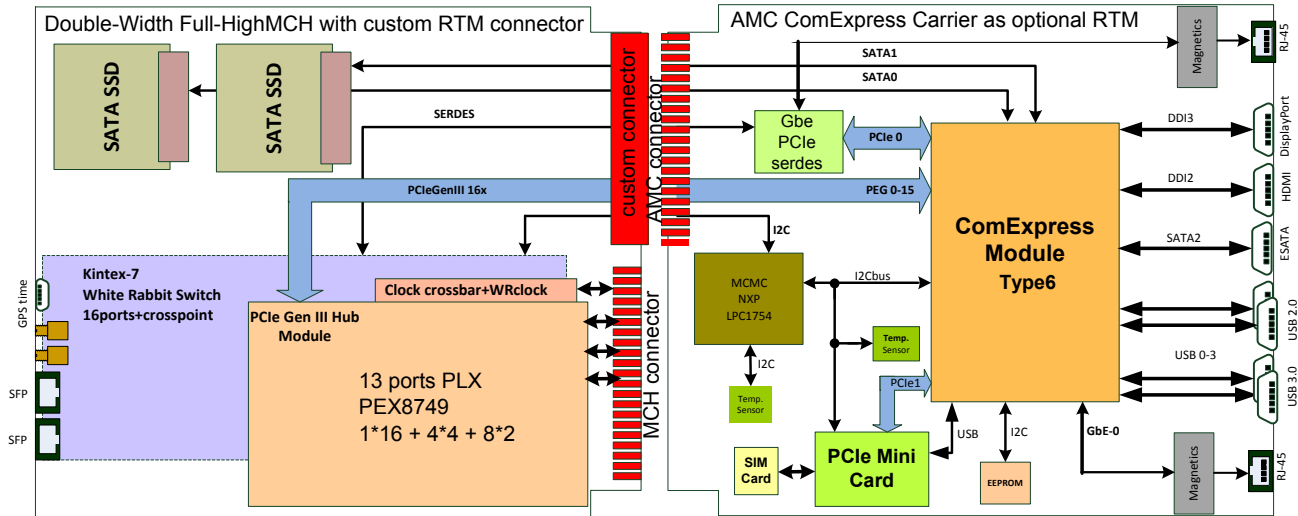 Double-Width Full-HighMCH with custom RTM connector
AMC ComExpress Carrier as optional RTM
SATA SSD
SATA SSD
SERDES
PCIeGenIII 16x
custom connector
AMC connector
MCH connector
Kintex-7
White Rabbit Switch
16ports+crosspoint
Clock crossbar+WRclock
PCIe Gen III Hub
Module
13 ports PLX
PEX8749
1*16 + 4*4 + 8*2
GPS time
SFP
SFP
SATA1
SATA0
Gbe
PCIe
serdes
PCIe 0
PEG 0-15
I2C
MCMC
NXP
LPC1754
I2Cbus
Temp.
Sensor
I2C
Temp.
Sensor
PCIe1
PCIe Mini
Card
SIM
Card
USB
I2C
EEPROM
GbE-0
ComExpress
Module
Type6
Magnetics
RJ-45
DDI3
DisplayPort
DDI2
HDMI
SATA2
ESATA
USB 2.0
USB 0-3
USB 3.0
Magnetics
RJ-45